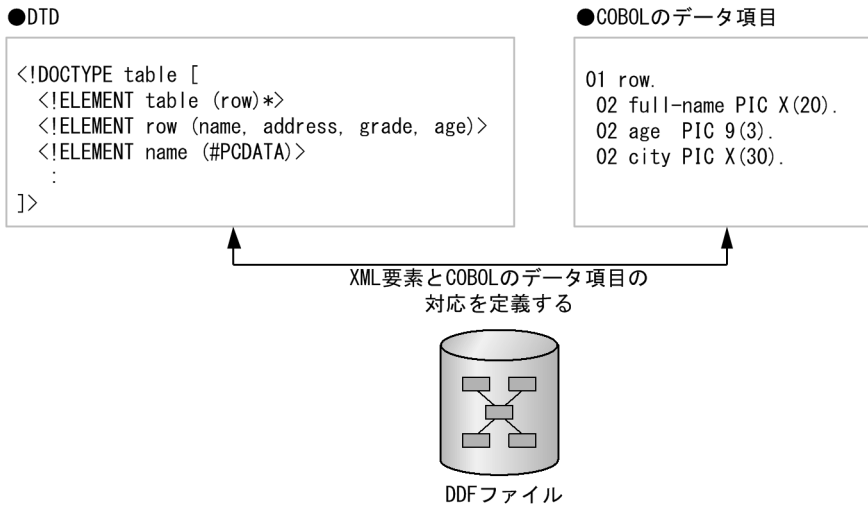 ●DTD
<!DOCTYPE table [
<!ELEMENT table (row)*>
<!ELEMENT row (name, address, grade, age)>
<!ELEMENT name (#PCDATA)>
:
]>
●COBOLのデータ項目
01 row.
02 full-name PIC X(20).
02 age  PIC 9(3).
02 city PIC X(30).
XML要素とCOBOLのデータ項目の
対応を定義する
DDFファイル